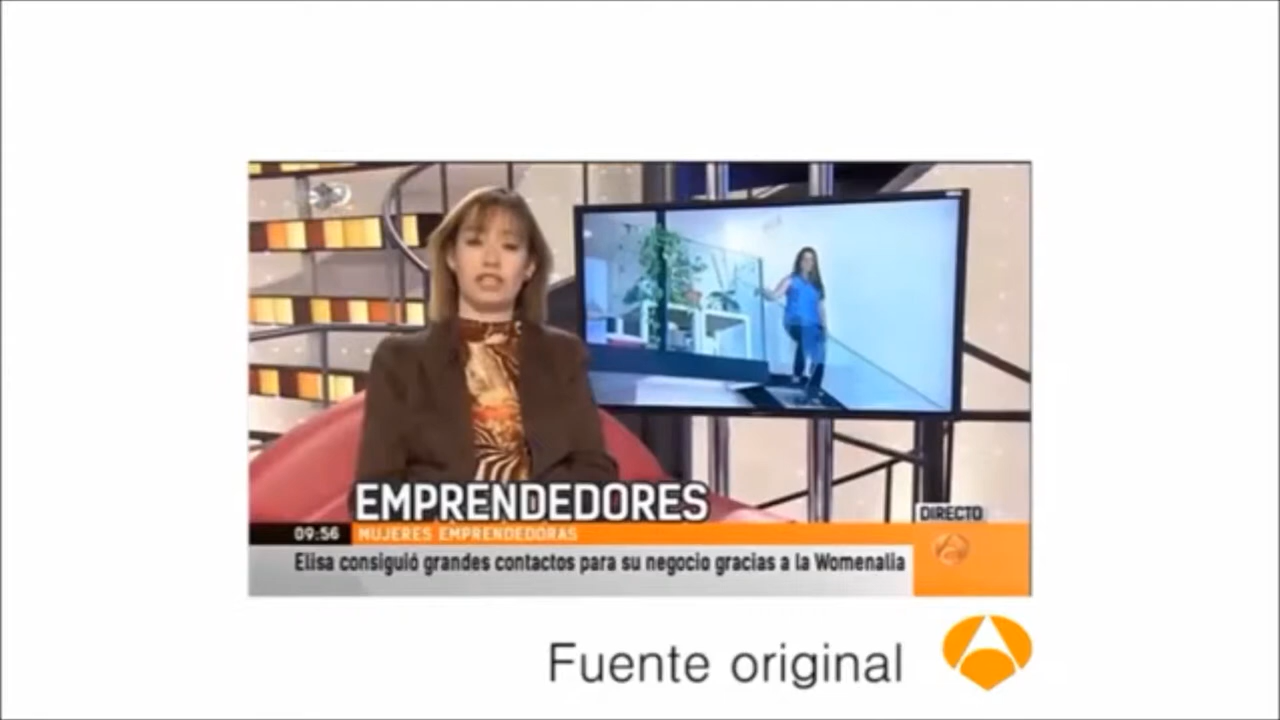 EMPRENDEDORES
DIRECTO
09:56 MUJERES EMPRENDEDORAS
Elisa consiguió grandes contactos para su negocio gracias a la Womenalia
Fuente original